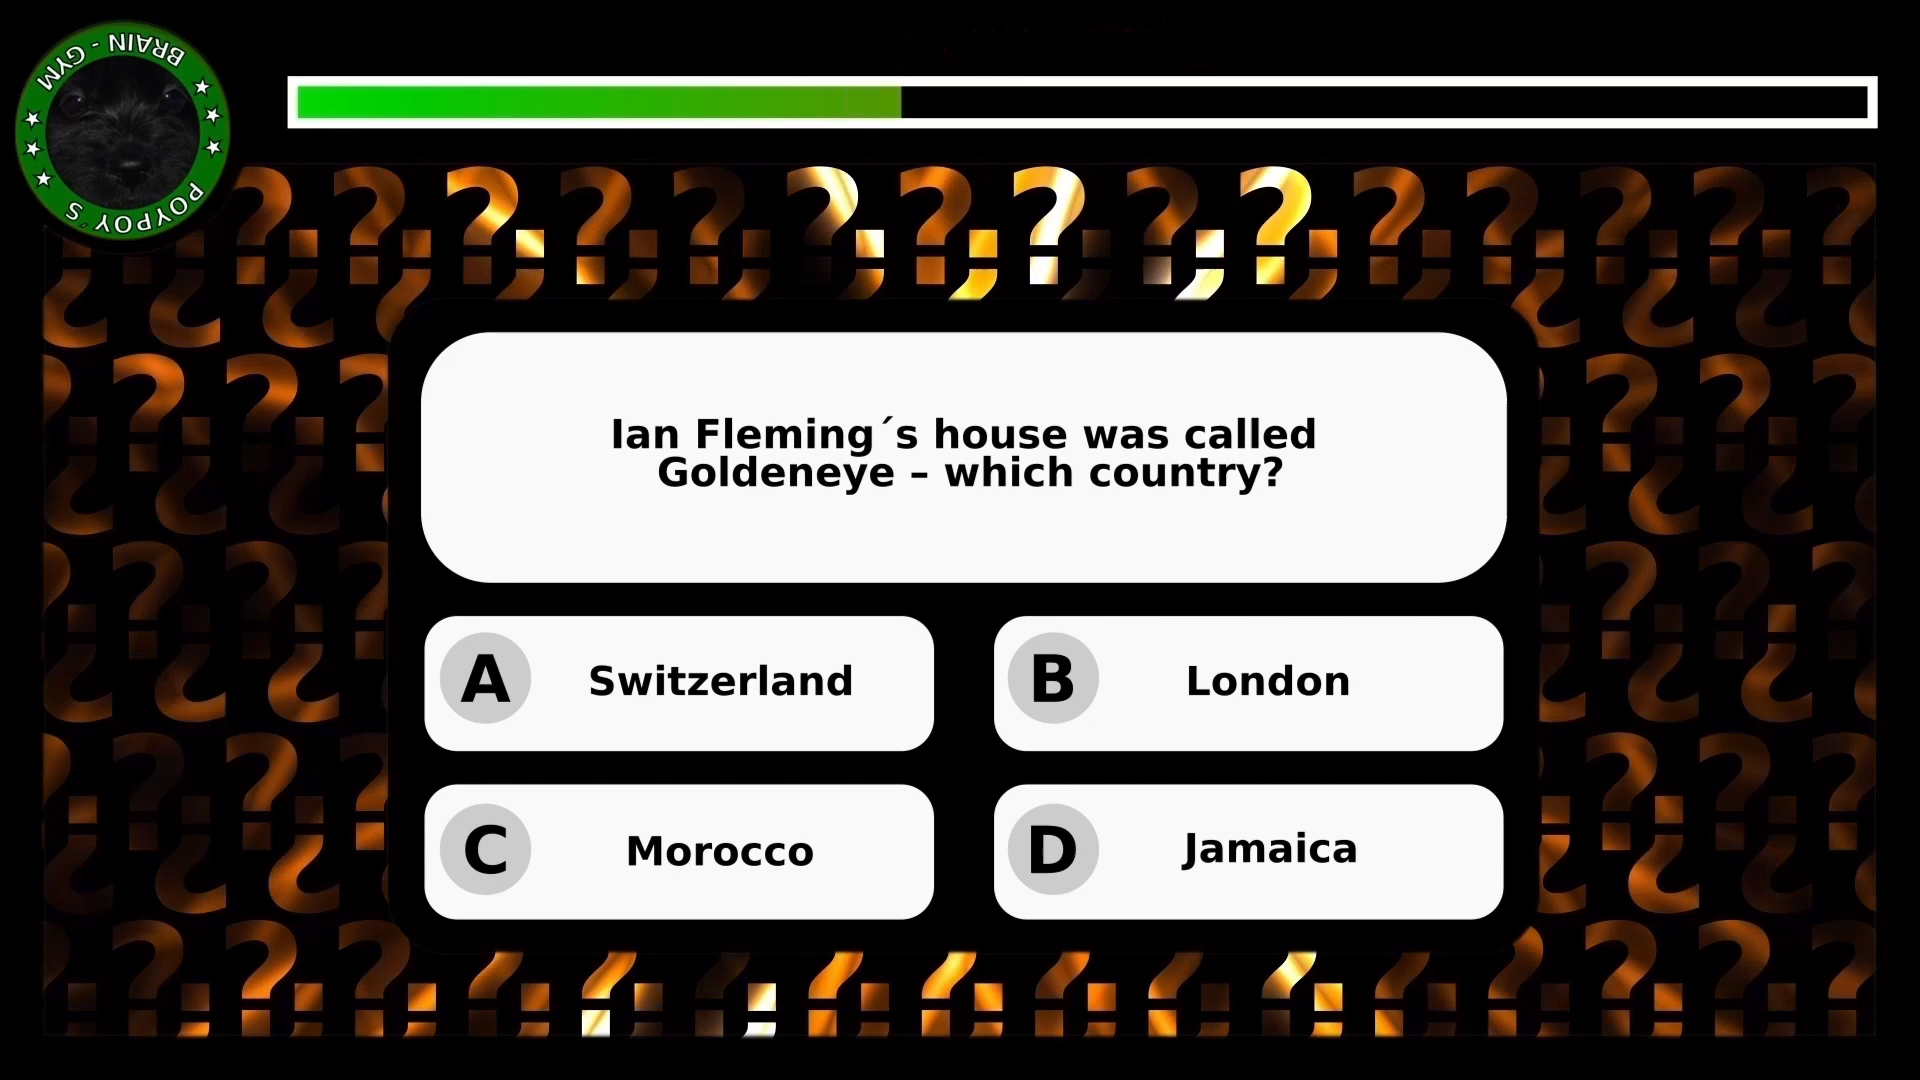 BRAIN - GYM
POYPOY´S
Ian Fleming´s house was called
Goldeneye – which country?
A Switzerland
B London
C Morocco
D Jamaica